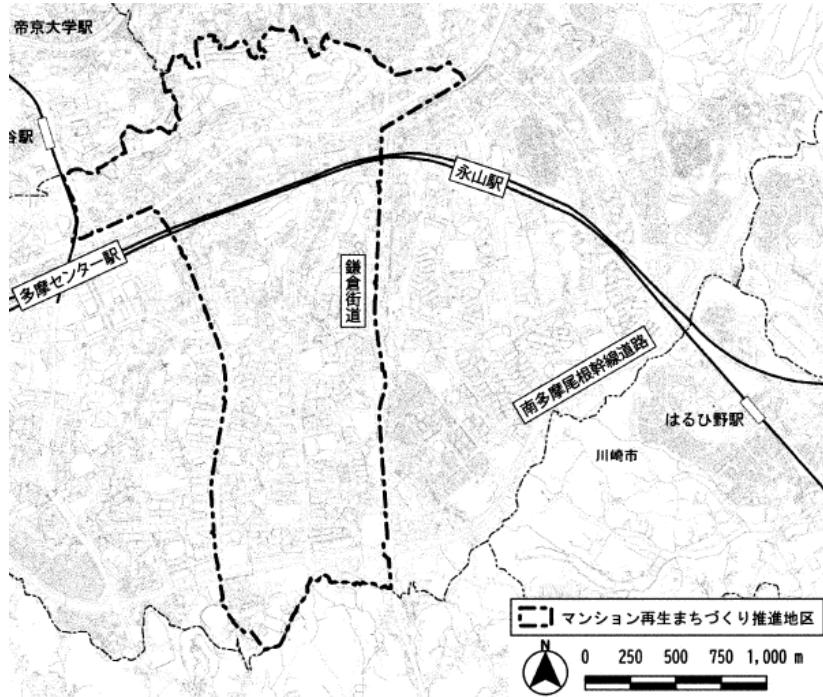 帝京大学駅
谷駅
永山駅
多摩センター駅
鎌倉街道
南多摩尾根幹線道路
はるひ野駅
川崎市
マンション再生まちづくり推進地区
N
0 250 500 750 1,000 m